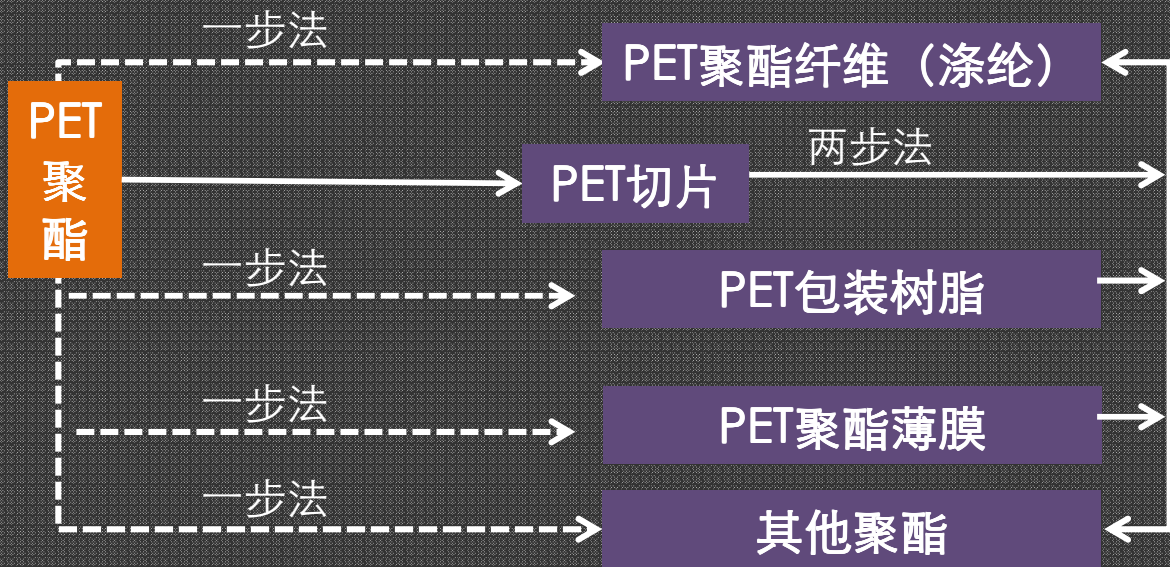 一步法
PET聚酯纤维（涤纶）
PET
聚
酯
两步法
PET切片
一步法
PET包装树脂
一步法
PET聚酯薄膜
一步法
其他聚酯